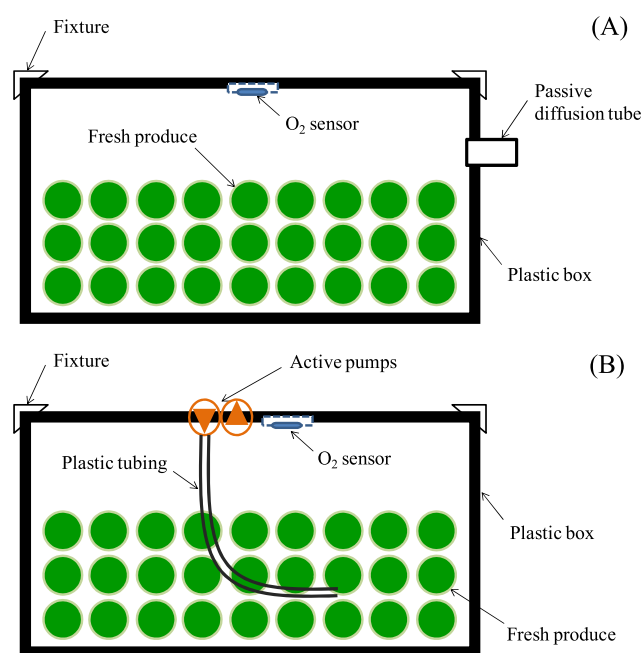 Fixture
(A)
Passive
diffusion tube
O₂ sensor
Fresh produce
Plastic box
(B)
Fixture
Active pumps
Plastic tubing
O₂ sensor
Plastic box
Fresh produce